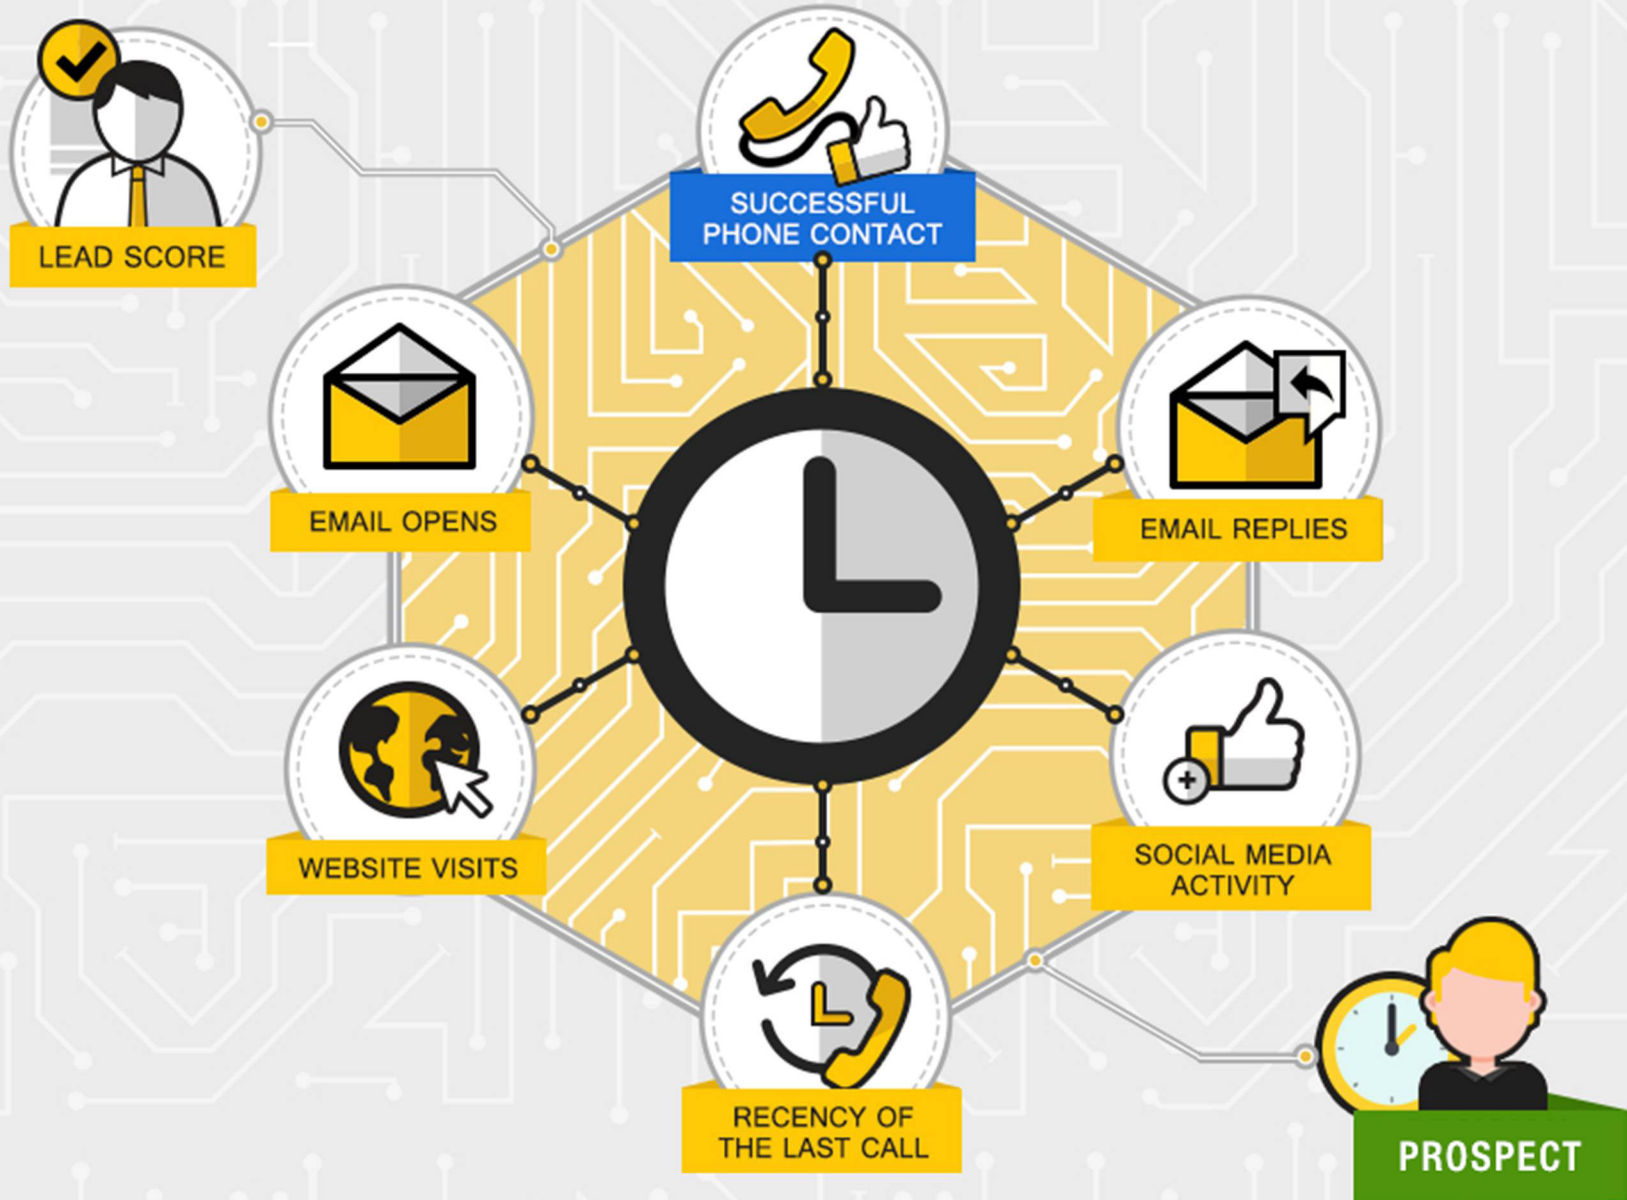 LEAD SCORE
SUCCESSFUL
PHONE CONTACT
EMAIL OPENS
EMAIL REPLIES
WEBSITE VISITS
SOCIAL MEDIA
ACTIVITY
RECENCY OF
THE LAST CALL
PROSPECT